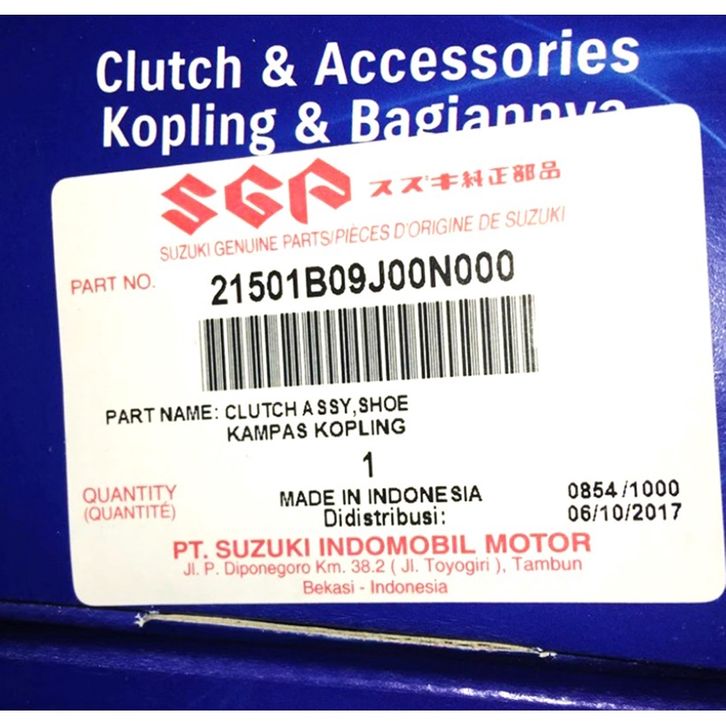 Clutch & Accessories
Kopling & Bagiannya
SGP スズキ純正部品
SUZUKI GENUINE PARTS/PIÈCES D'ORIGINE DE SUZUKI
PART NO. 21501B09J00N000
PART NAME: CLUTCH ASSY,SHOE
KAMPAS KOPLING
1
QUANTITY MADE IN INDONESIA 0854/1000
(QUANTITÉ) Didistribusi: 06/10/2017
PT. SUZUKI INDOMOBIL MOTOR
Jl. P. Diponegoro Km. 38.2 ( Jl. Toyogiri ), Tambun
Bekasi - Indonesia